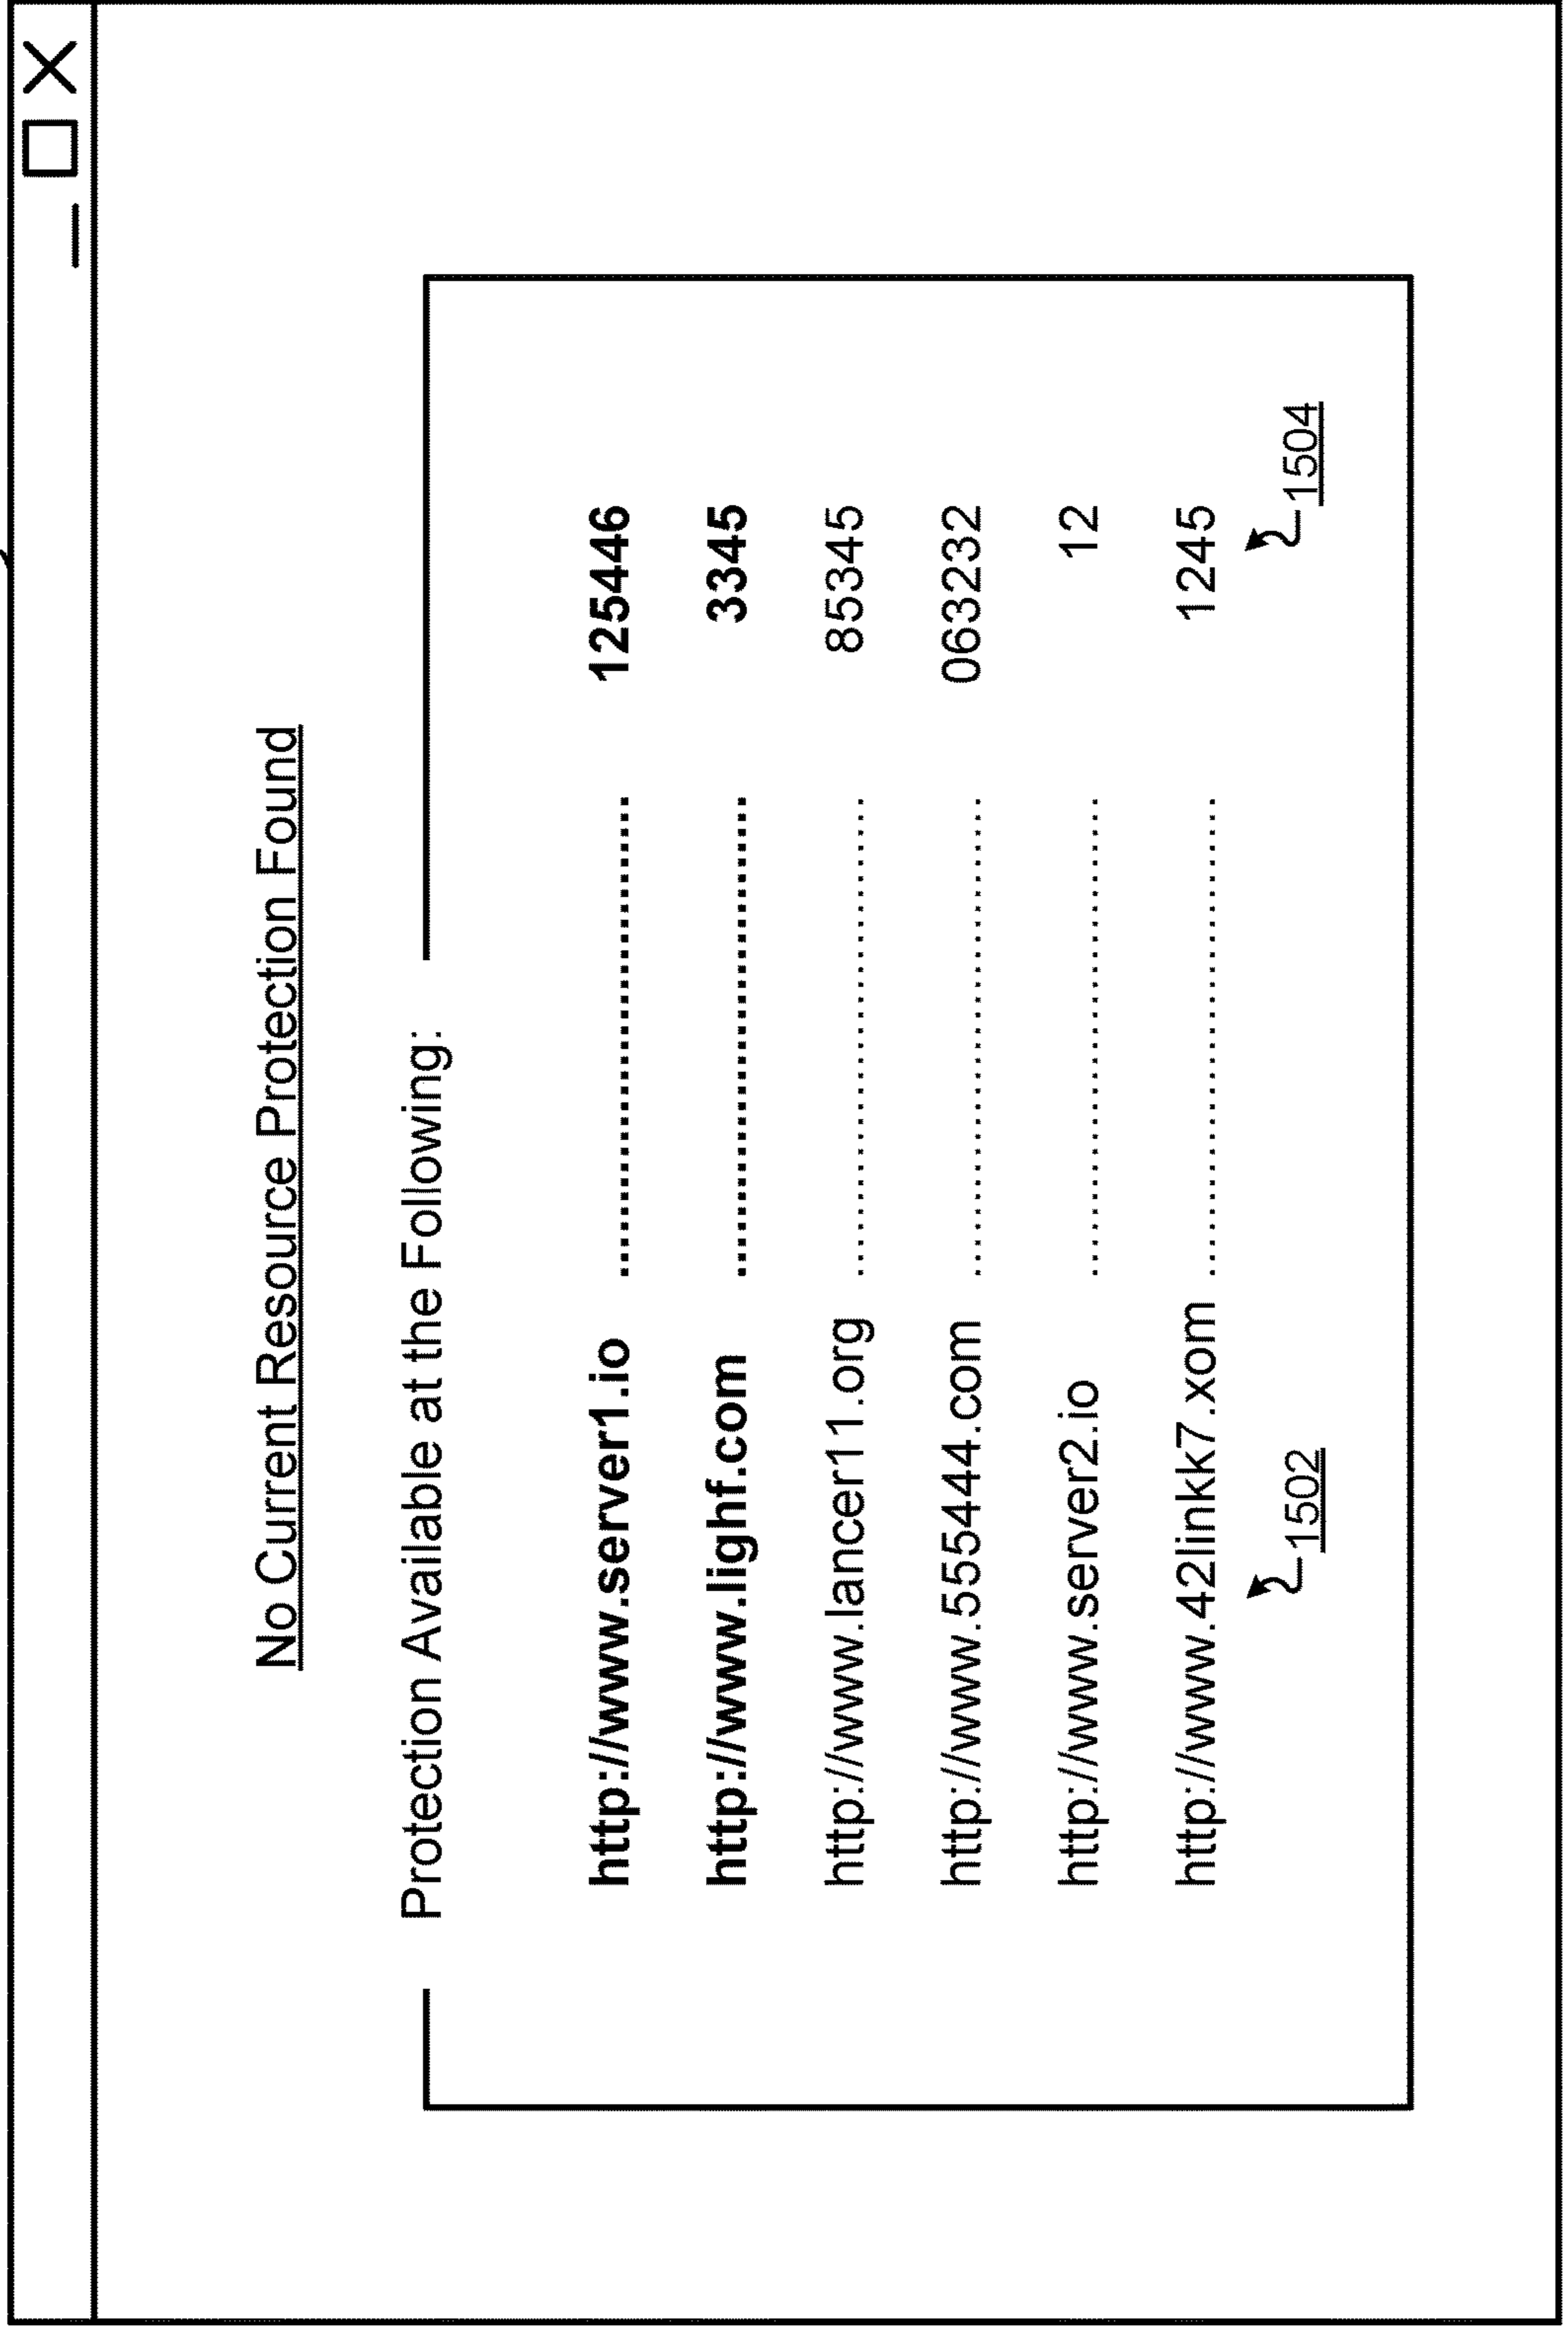 No Current Resource Protection Found
Protection Available at the Following:
http://www.server1.io ................................ 125446
http://www.lighf.com ................................ 3345
http://www.lancer11.org ................................ 85345
http://www.555444.com ................................ 063232
http://www.server2.io ................................ 12
http://www.42linkk7.xom ................................ 1245
1502 1504